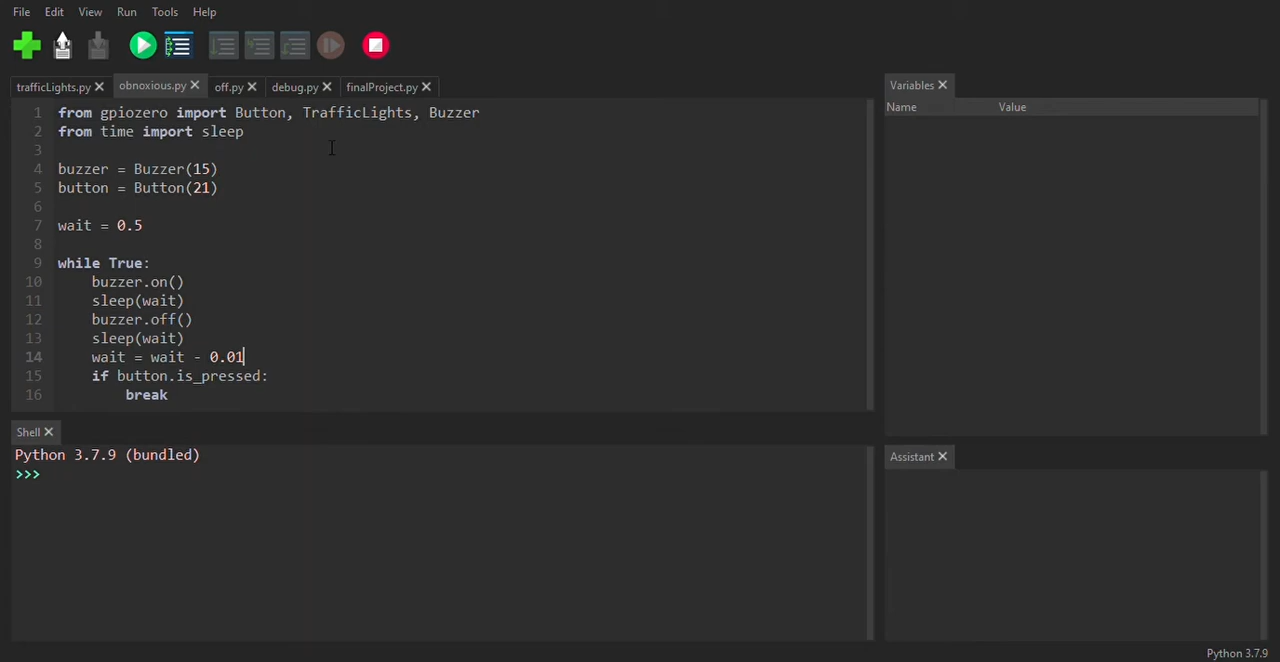 File Edit View Run Tools Help
trafficLights.py obnoxious.py off.py debug.py finalProject.py
1 from gpiozero import Button, TrafficLights, Buzzer
2 from time import sleep
3
4 buzzer = Buzzer(15)
5 button = Button(21)
6
7 wait = 0.5
8
9 while True:
10     buzzer.on()
11     sleep(wait)
12     buzzer.off()
13     sleep(wait)
14     wait = wait - 0.01
15     if button.is_pressed:
16         break
Variables
Name Value
Shell
Python 3.7.9 (bundled)
>>>
Assistant
Python 3.7.9